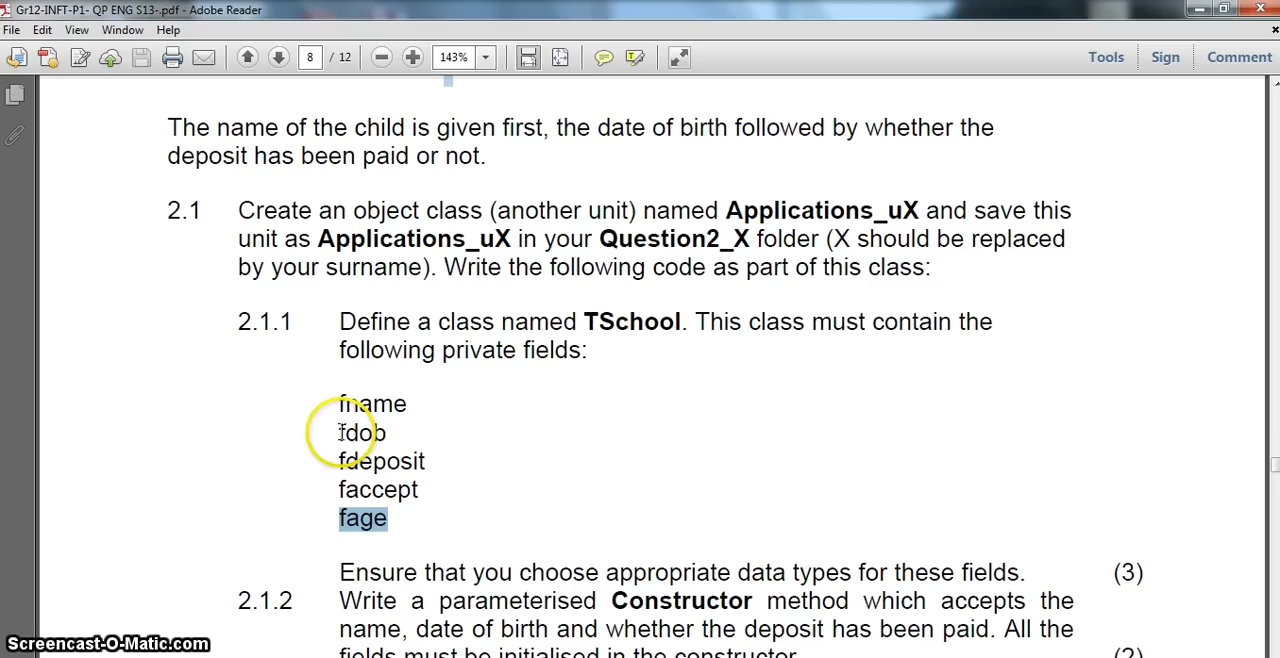 Gr12-INFT-P1- QP ENG S13-.pdf - Adobe Reader
File Edit View Window Help
8 / 12 143% Tools Sign Comment
The name of the child is given first, the date of birth followed by whether the
deposit has been paid or not.
2.1 Create an object class (another unit) named Applications_uX and save this
unit as Applications_uX in your Question2_X folder (X should be replaced
by your surname). Write the following code as part of this class:
2.1.1 Define a class named TSchool. This class must contain the
following private fields:
fname
fdob
fdeposit
faccept
fage
Ensure that you choose appropriate data types for these fields. (3)
2.1.2 Write a parameterised Constructor method which accepts the
name, date of birth and whether the deposit has been paid. All the
fields must be initialised in the constructor. (2)
Screencast-O-Matic.com